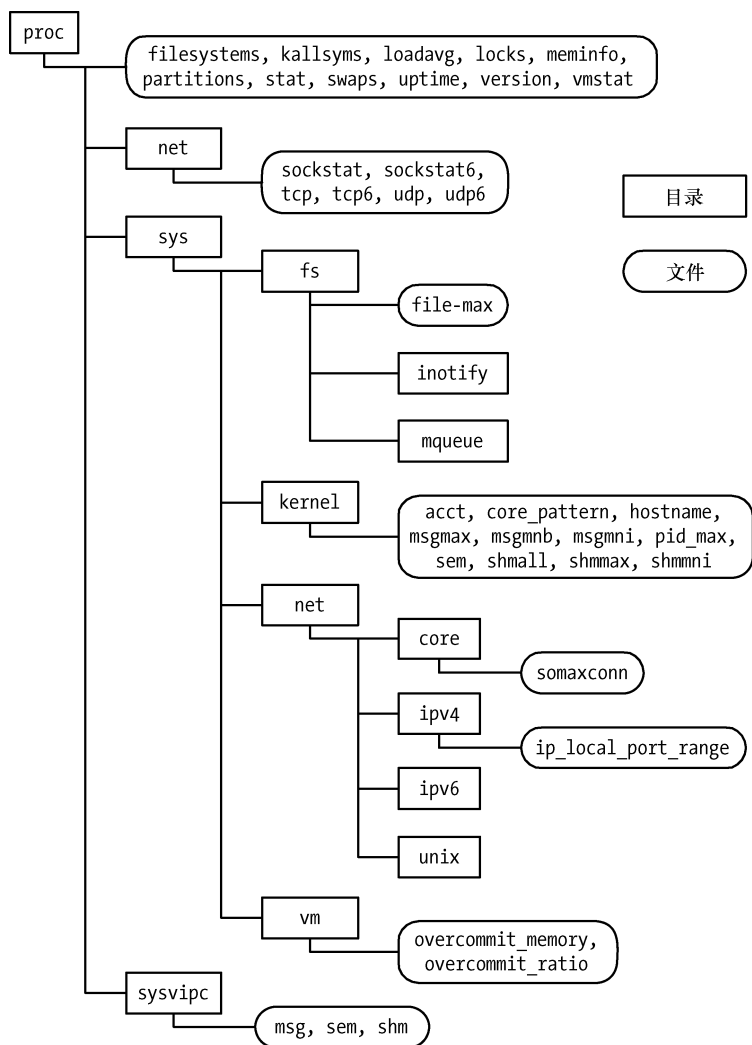 proc
filesystems, kallsyms, loadavg, locks, meminfo,
partitions, stat, swaps, uptime, version, vmstat
net
sockstat, sockstat6,
tcp, tcp6, udp, udp6
目录
sys
fs
文件
file-max
inotify
mqueue
kernel
acct, core_pattern, hostname,
msgmax, msgmnb, msgmni, pid_max,
sem, shmall, shmmax, shmmni
net
core
somaxconn
ipv4
ip_local_port_range
ipv6
unix
vm
overcommit_memory,
overcommit_ratio
sysvipc
msg, sem, shm